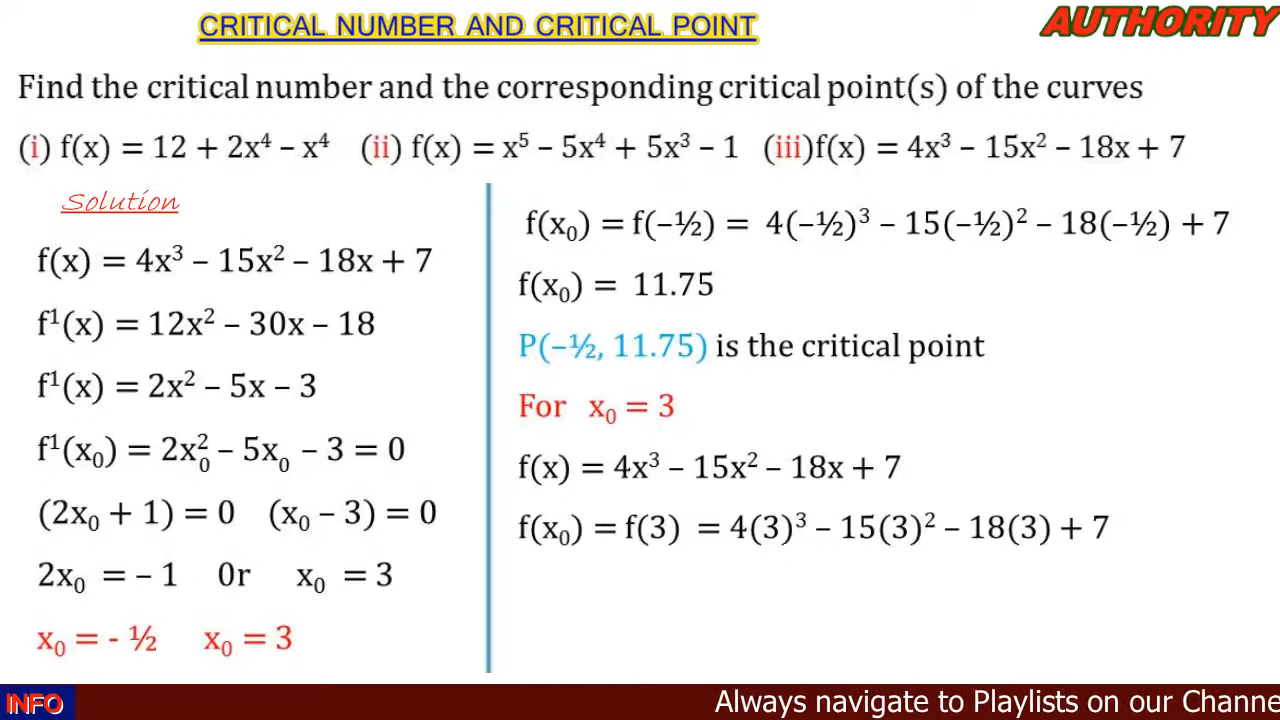 CRITICAL NUMBER AND CRITICAL POINT
AUTHORITY
Find the critical number and the corresponding critical point(s) of the curves
(i) f(x) = 12 + 2x⁴ – x⁴ (ii) f(x) = x⁵ – 5x⁴ + 5x³ – 1 (iii)f(x) = 4x³ – 15x² – 18x + 7
Solution
f(x) = 4x³ – 15x² – 18x + 7
f¹(x) = 12x² – 30x – 18
f¹(x) = 2x² – 5x – 3
f¹(x₀) = 2x₀² – 5x₀ – 3 = 0
(2x₀ + 1) = 0 (x₀ – 3) = 0
2x₀ = – 1 0r x₀ = 3
x₀ = - ½ x₀ = 3
f(x₀) = f(–½) = 4(–½)³ – 15(–½)² – 18(–½) + 7
f(x₀) = 11.75
P(–½, 11.75) is the critical point
For x₀ = 3
f(x) = 4x³ – 15x² – 18x + 7
f(x₀) = f(3) = 4(3)³ – 15(3)² – 18(3) + 7
INFO
Always navigate to Playlists on our Channe